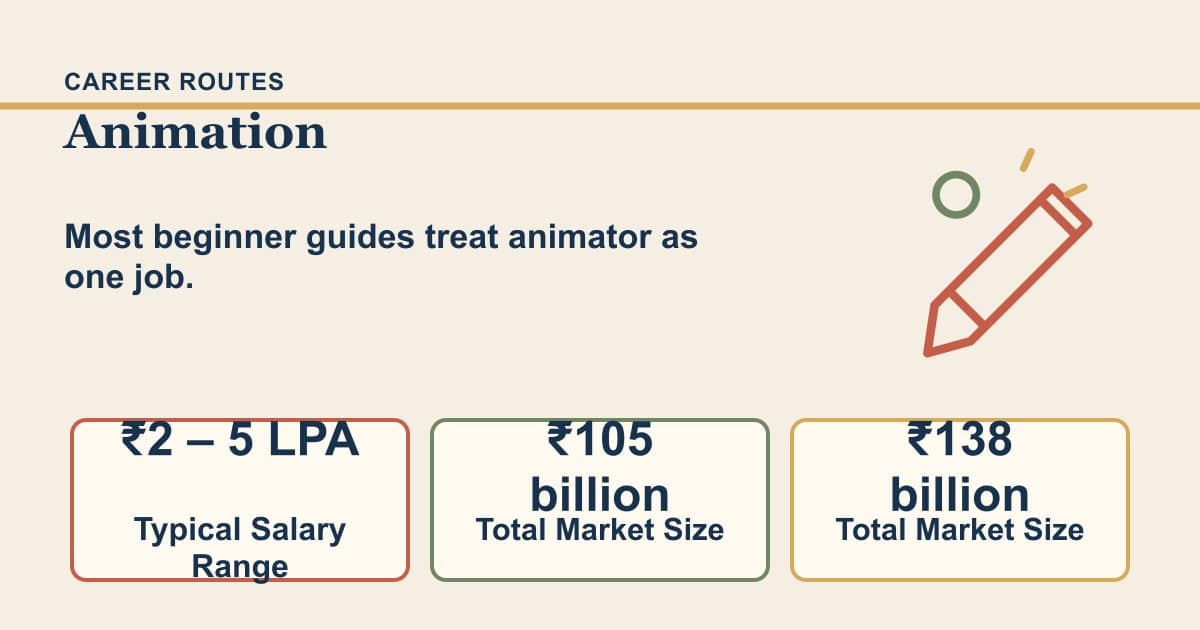 CAREER ROUTES
Animation
Most beginner guides treat animator as
one job.
₹2 – 5 LPA
Typical Salary
Range
₹105
billion
Total Market Size
₹138
billion
Total Market Size